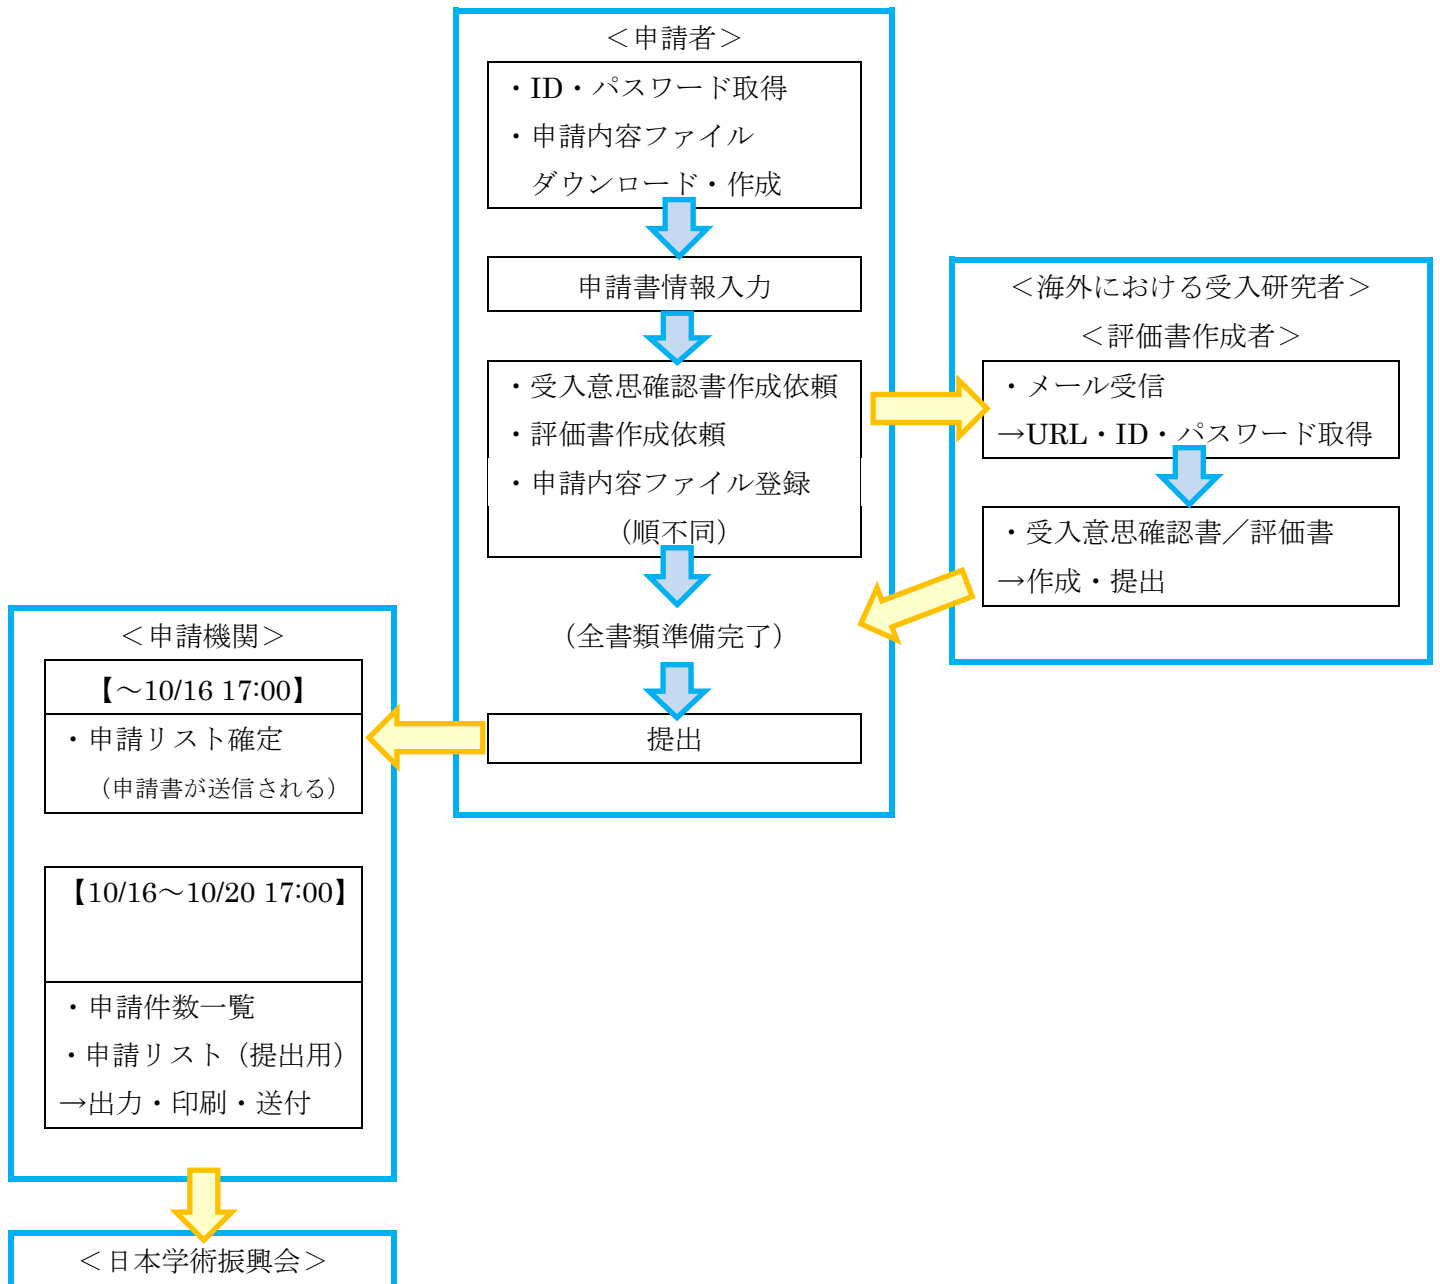 ＜申請者＞
・ID・パスワード取得
・申請内容ファイル
ダウンロード・作成
申請書情報入力
・受入意思確認書作成依頼
・評価書作成依頼
・申請内容ファイル登録
（順不同）
（全書類準備完了）
提出
＜海外における受入研究者＞
＜評価書作成者＞
・メール受信
→URL・ID・パスワード取得
・受入意思確認書／評価書
→作成・提出
＜申請機関＞
【～10/16 17:00】
・申請リスト確定
（申請書が送信される）
【10/16～10/20 17:00】
・申請件数一覧
・申請リスト（提出用）
→出力・印刷・送付
＜日本学術振興会＞